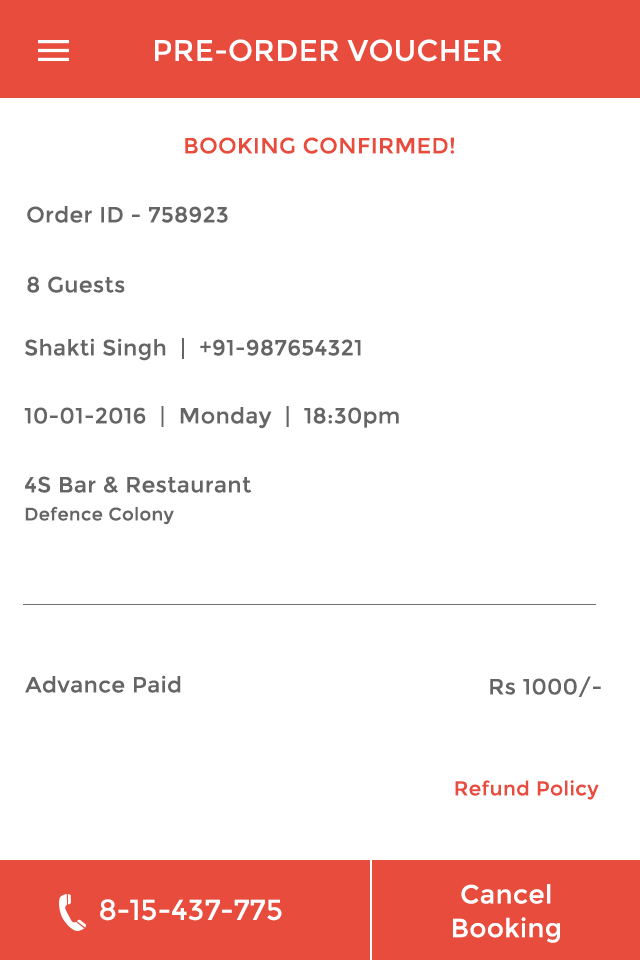 PRE-ORDER VOUCHER
BOOKING CONFIRMED!
Order ID - 758923
8 Guests
Shakti Singh | +91-987654321
10-01-2016 | Monday | 18:30pm
4S Bar & Restaurant
Defence Colony
Advance Paid Rs 1000/-
Refund Policy
8-15-437-775
Cancel
Booking